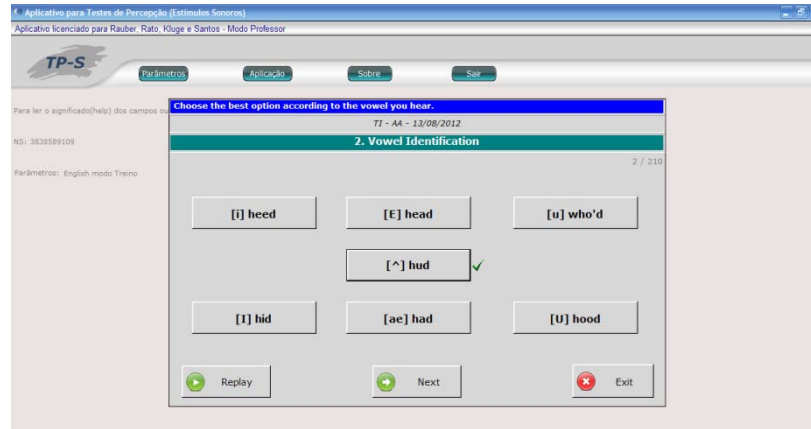 Aplicativo para Testes de Percepção (Estímulos Sonoros)
Aplicativo licenciado para Rauber, Rato, Kluge e Santos - Modo Professor
TP-S
Parâmetros Aplicação Sobre Sair
Para ler o significado(help) dos campos ou
Choose the best option according to the vowel you hear.
TI - AA - 13/08/2012
NS: 3838589109
2. Vowel Identification
2 / 210
Parâmetros: English modo Treino
[i] heed [E] head [u] who'd
[^] hud
[I] hid [ae] had [U] hood
Replay Next Exit